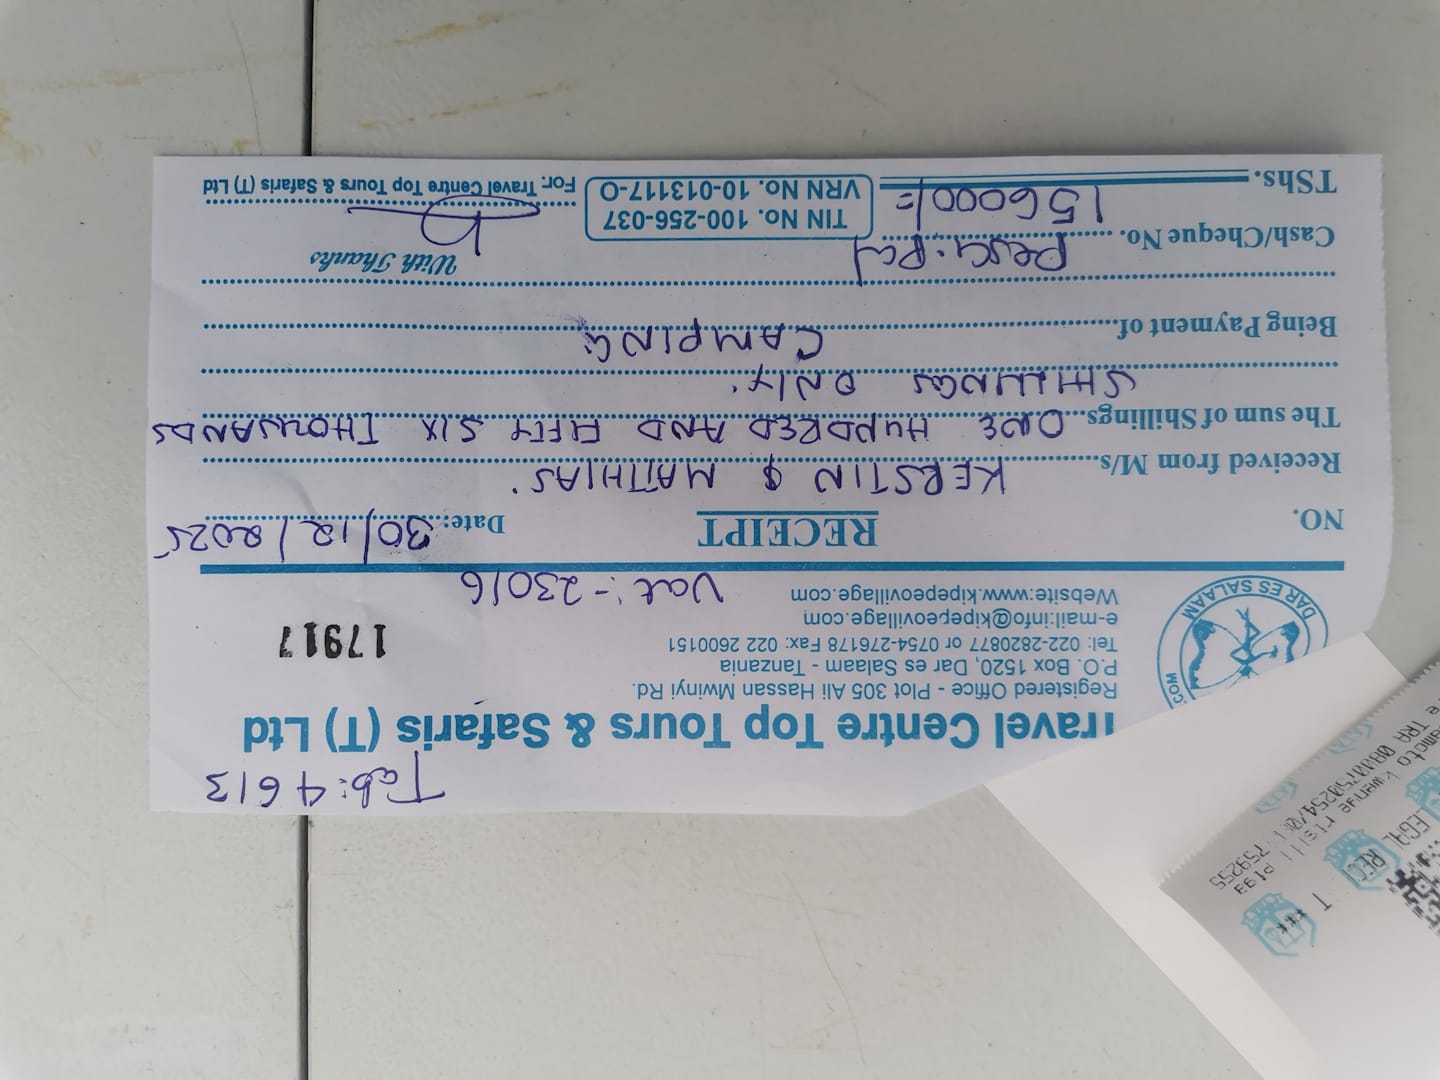 Tab: 4613
Travel Centre Top Tours & Safaris (T) Ltd
Registered Office - Plot 305 Ali Hassan Mwinyi Rd.
P.O. Box 1520, Dar es Salaam - Tanzania
Tel: 022-2820877 or 0754-276178 Fax: 022 2600151
e-mail:info@kipepeovillage.com
Website:www.kipepeovillage.com
17917
Vat:- 23016
DAR ES SALAAM
COM
NO.
RECEIPT
Date: 30/12/2025
Received from M/s KERSTIN & MATTHIAS.
The sum of Shillings ONE HUNDRED AND FIFTY SIX THOUSANDS
SHILLINGS ONLY.
Being Payment of CAMPING
With Thanks
Cash/Cheque No. Pesa.Pal
TShs. 156000/=
TIN No. 100-256-037
VRN No. 10-013117-O
For: Travel Centre Top Tours & Safaris (T) Ltd
LEGAL RECE